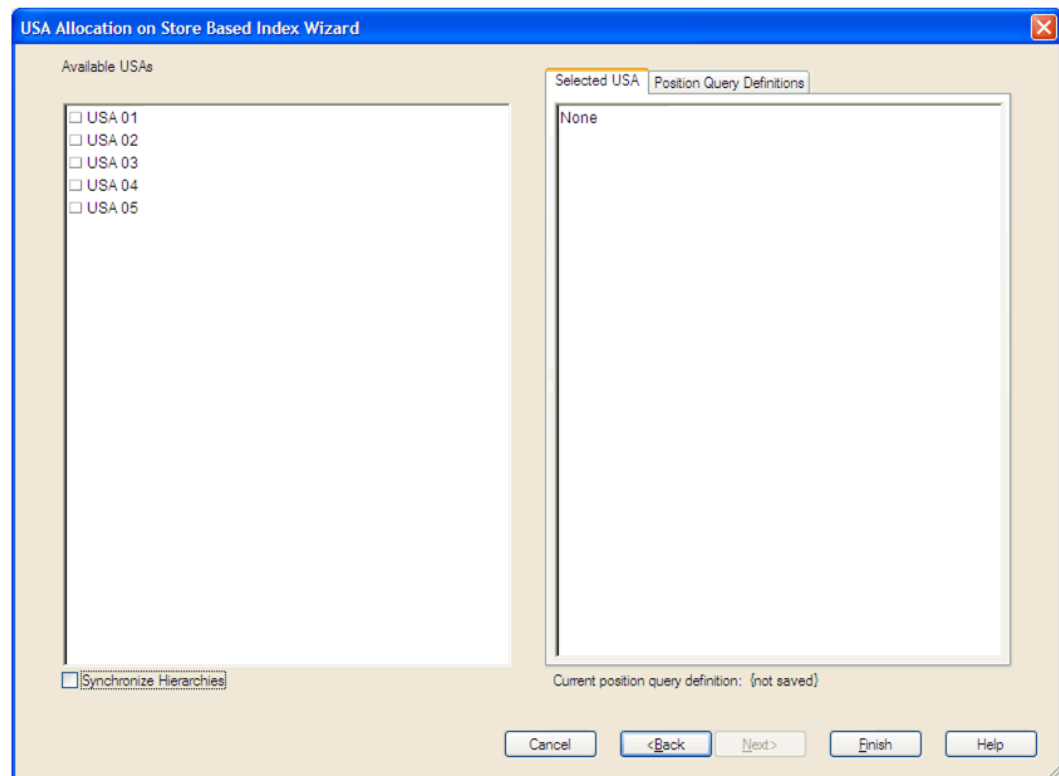 USA Allocation on Store Based Index Wizard
Available USAs
Selected USA
Position Query Definitions
USA 01
USA 02
USA 03
USA 04
USA 05
None
Synchronize Hierarchies
Current position query definition: {not saved}
Cancel
<Back
Next>
Finish
Help